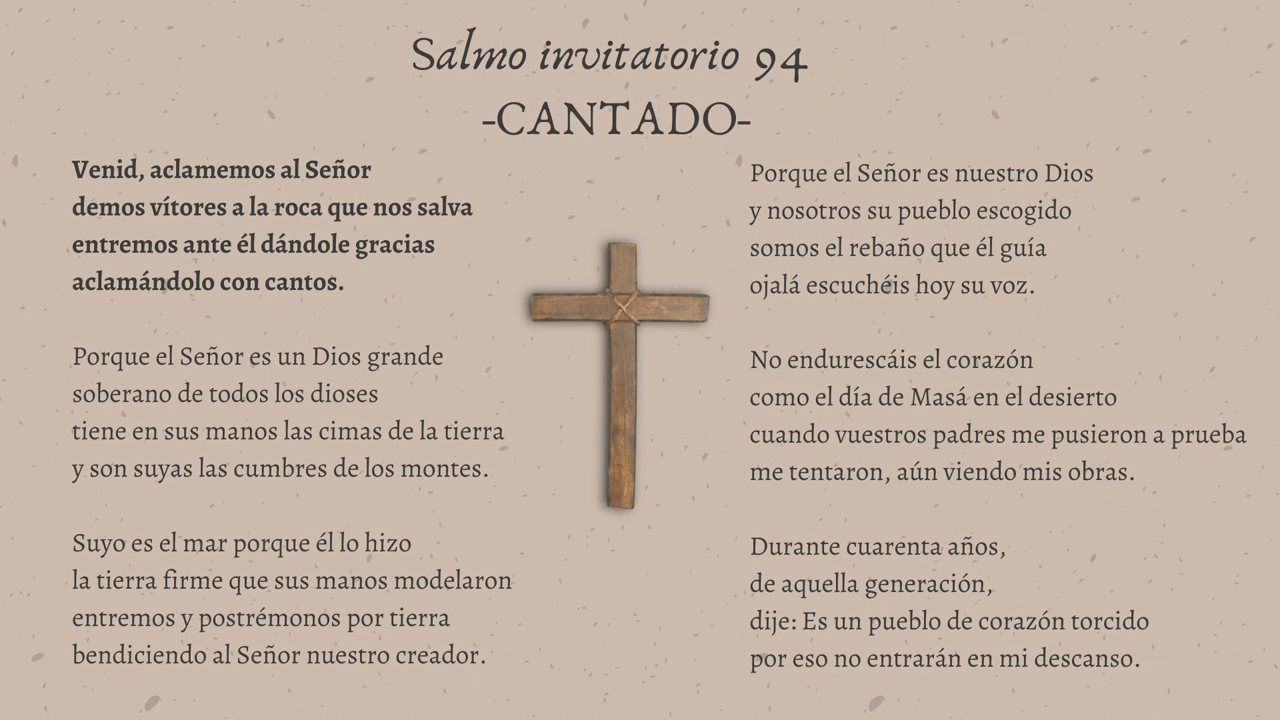 Salmo invitatorio 94
-CANTADO-
Venid, aclamemos al Señor
demos vítores a la roca que nos salva
entremos ante él dándole gracias
aclamándolo con cantos.
Porque el Señor es un Dios grande
soberano de todos los dioses
tiene en sus manos las cimas de la tierra
y son suyas las cumbres de los montes.
Suyo es el mar porque él lo hizo
la tierra firme que sus manos modelaron
entremos y postrémonos por tierra
bendiciendo al Señor nuestro creador.
Porque el Señor es nuestro Dios
y nosotros su pueblo escogido
somos el rebaño que él guía
ojalá escuchéis hoy su voz.
No endurescáis el corazón
como el día de Masá en el desierto
cuando vuestros padres me pusieron a prueba
me tentaron, aún viendo mis obras.
Durante cuarenta años,
de aquella generación,
dije: Es un pueblo de corazón torcido
por eso no entrarán en mi descanso.